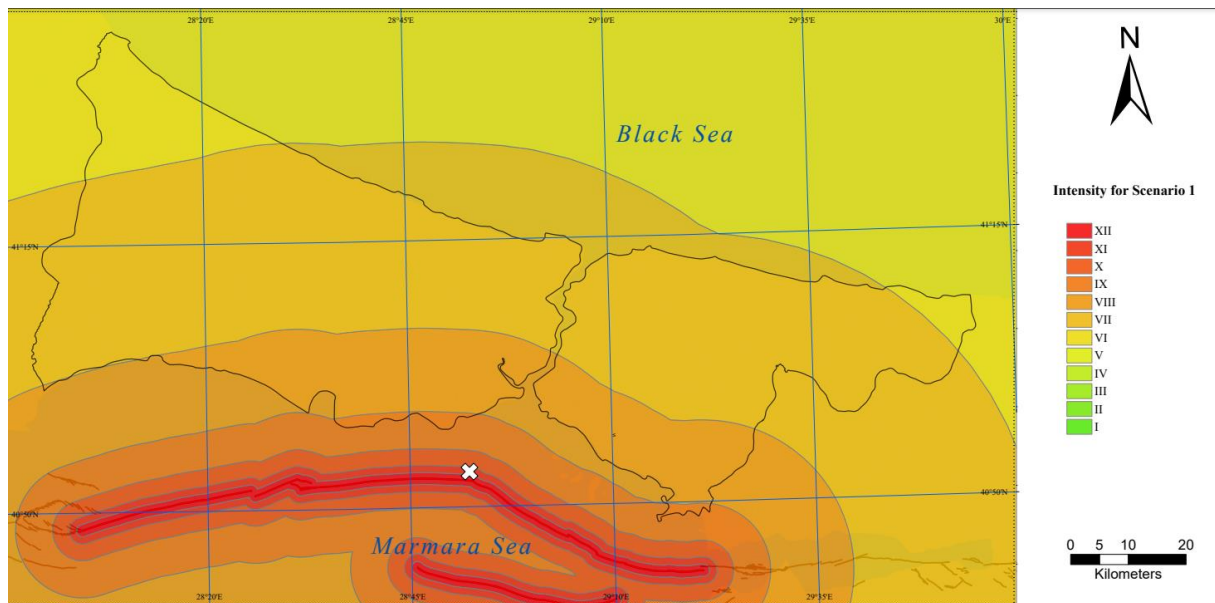 28°20'E 28°45'E 29°10'E 29°35'E 30°E
N
Black Sea
Intensity for Scenario 1
41°15'N 41°15'N
XII
XI
X
IX
VIII
VII
VI
V
IV
III
II
I
40°50'N 40°50'N
Marmara Sea
0 5 10 20
Kilometers
28°20'E 28°45'E 29°10'E 29°35'E